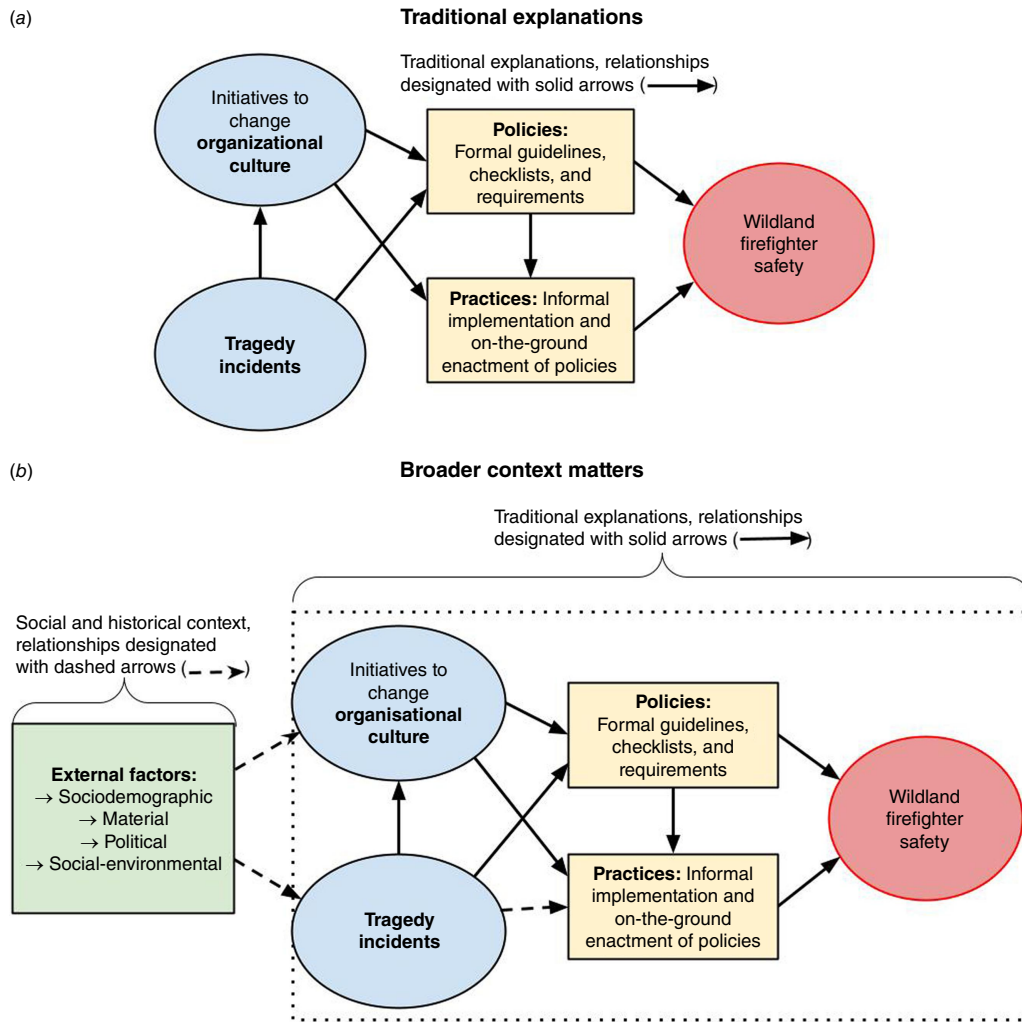 (a)
Traditional explanations
Traditional explanations, relationships
designated with solid arrows (→)
Initiatives to
change
organizational
culture
Policies:
Formal guidelines,
checklists, and
requirements
Wildland
firefighter
safety
Tragedy
incidents
Practices: Informal
implementation and
on-the-ground
enactment of policies
(b)
Broader context matters
Traditional explanations, relationships
designated with solid arrows (→)
Social and historical context,
relationships designated
with dashed arrows (⇢)
External factors:
→ Sociodemographic
→ Material
→ Political
→ Social-environmental
Initiatives to
change
organisational
culture
Policies:
Formal guidelines,
checklists, and
requirements
Wildland
firefighter
safety
Tragedy
incidents
Practices: Informal
implementation and
on-the-ground
enactment of policies